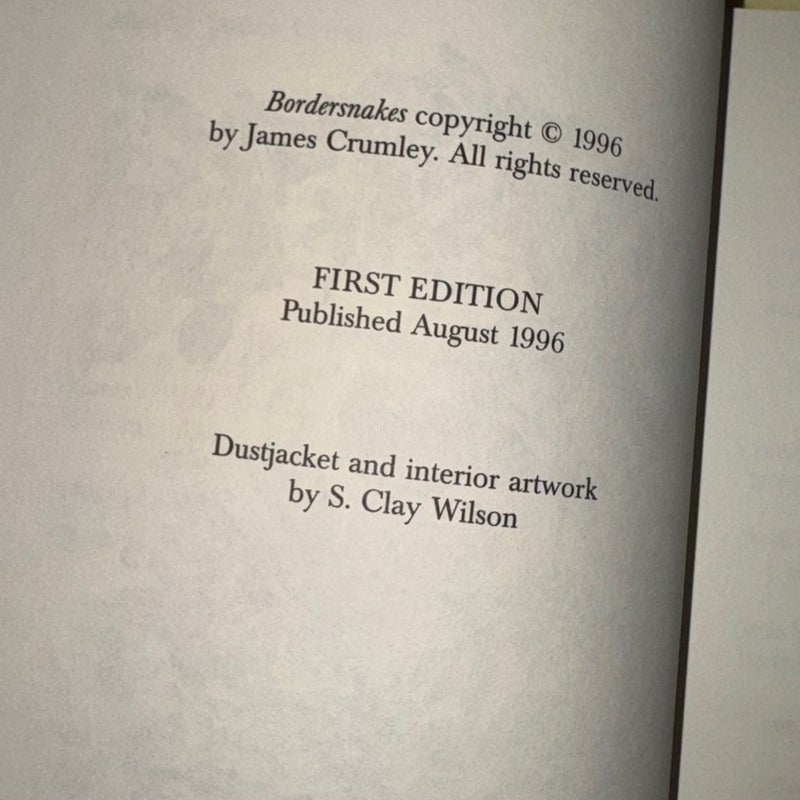 Bordersnakes copyright © 1996
by James Crumley. All rights reserved.
FIRST EDITION
Published August 1996
Dustjacket and interior artwork
by S. Clay Wilson